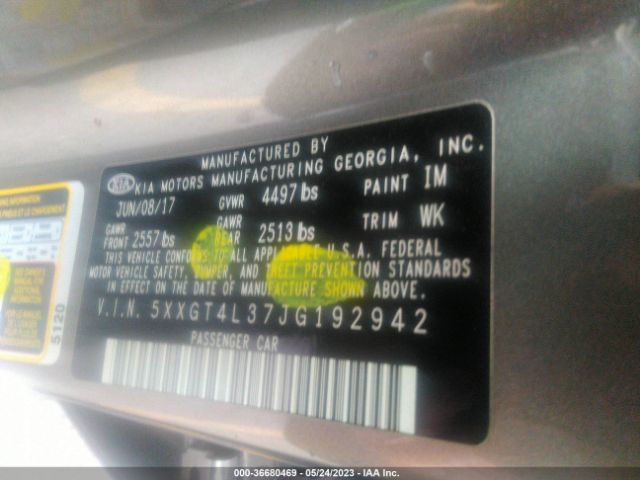 MANUFACTURED BY
KIA KIA MOTORS MANUFACTURING GEORGIA, INC.
JUN/08/17 GVWR 4497 lbs PAINT IM
GAWR FRONT 2557 lbs GAWR REAR 2513 lbs TRIM WK
THIS VEHICLE CONFORMS TO ALL APPLICABLE U.S.A. FEDERAL
MOTOR VEHICLE SAFETY, BUMPER, AND THEFT PREVENTION STANDARDS
IN EFFECT ON THE DATE OF MANUFACTURE SHOWN ABOVE.
V.I.N. 5XXGT4L37JG192942
PASSENGER CAR
5120
000-36680469 - 05/24/2023 - IAA Inc.